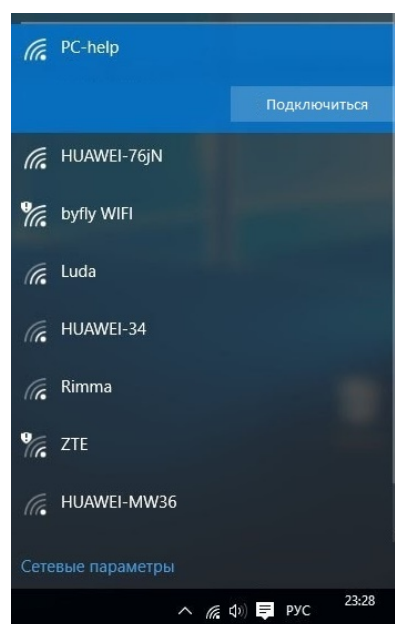 PC-help
Подключиться
HUAWEI-76jN
byfly WIFI
Luda
HUAWEI-34
Rimma
ZTE
HUAWEI-MW36
Сетевые параметры
РУС 23:28